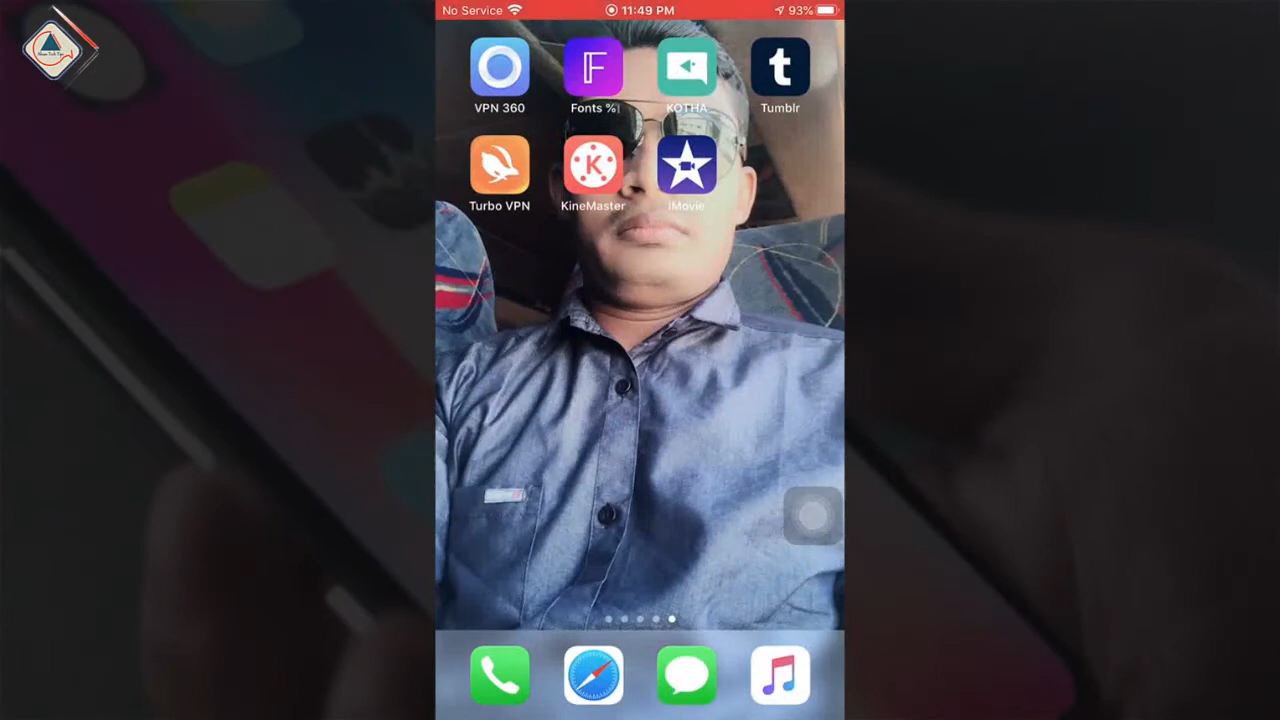 No Service 11:49 PM 93%
VPN 360 Fonts % KOTHA Tumblr
Turbo VPN KineMaster iMovie